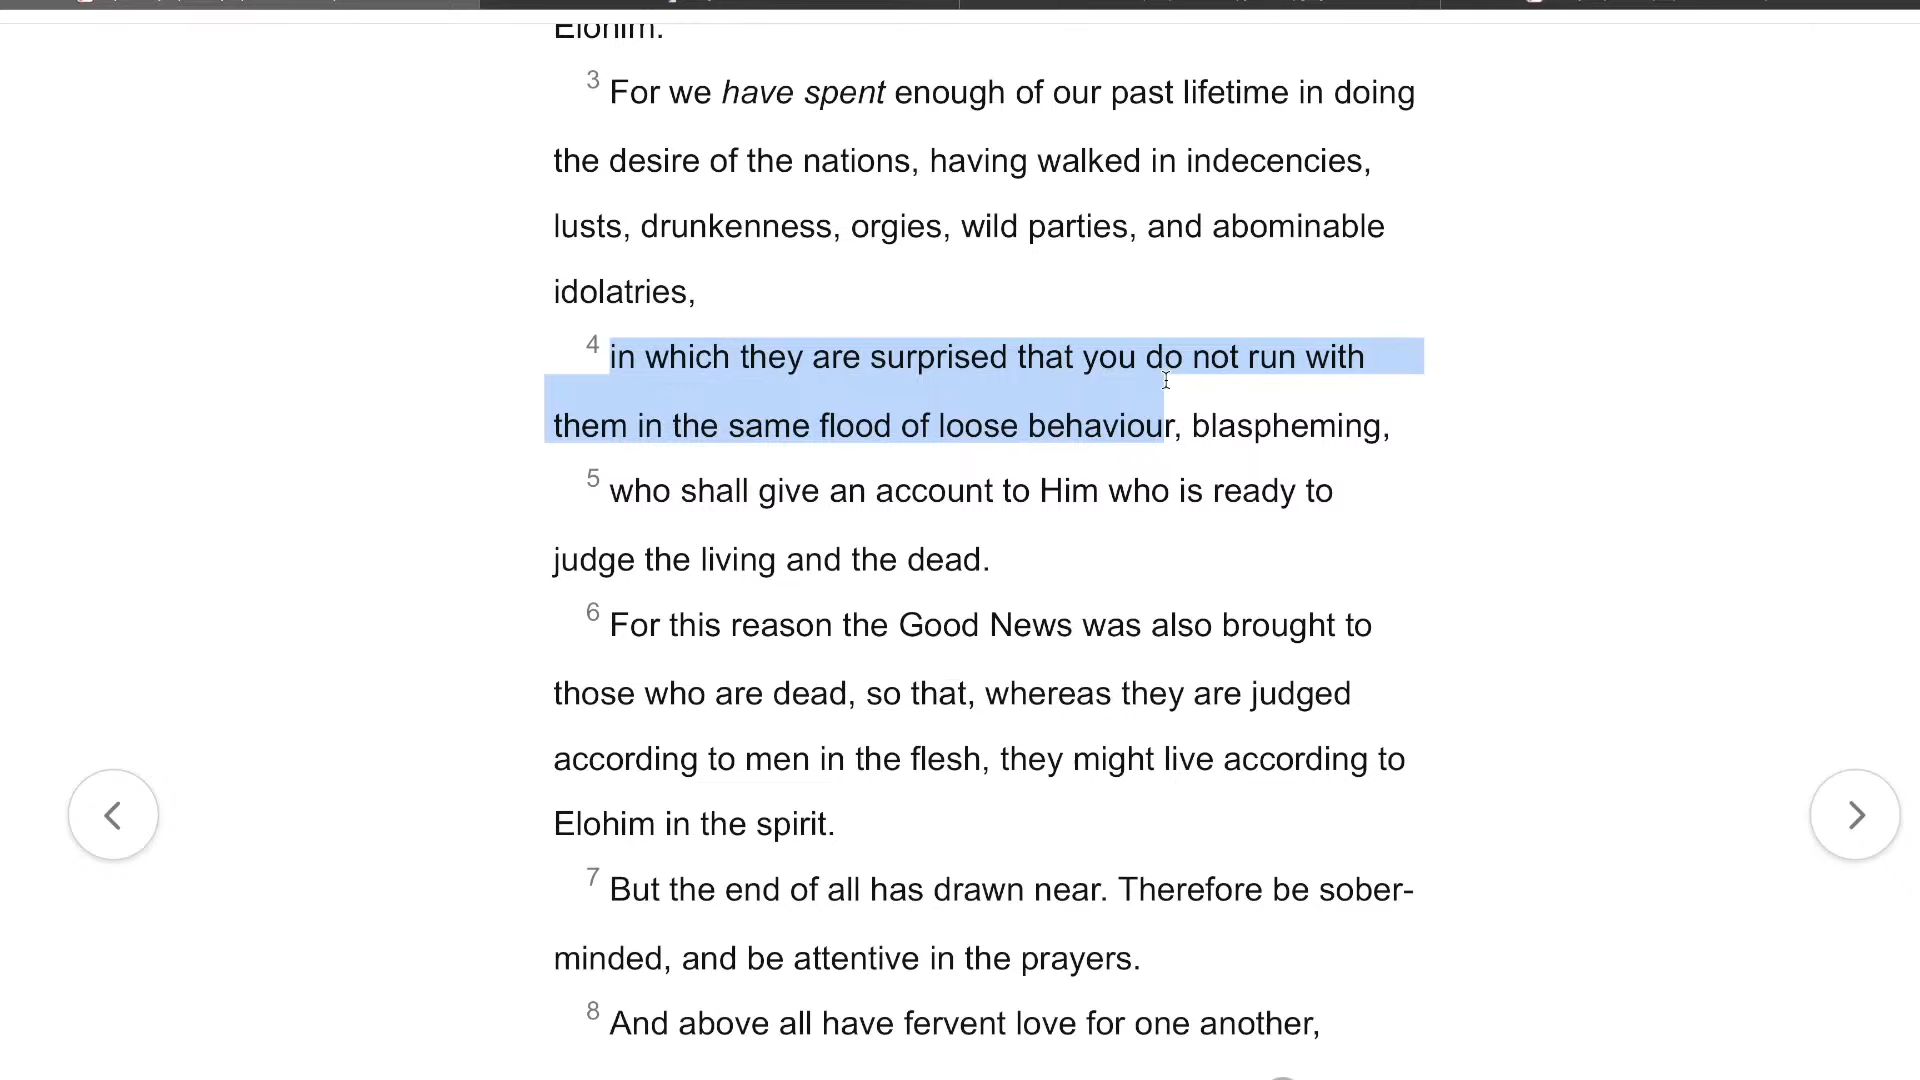 Elohim.
3 For we have spent enough of our past lifetime in doing
the desire of the nations, having walked in indecencies,
lusts, drunkenness, orgies, wild parties, and abominable
idolatries,
4 in which they are surprised that you do not run with
them in the same flood of loose behaviour, blaspheming,
5 who shall give an account to Him who is ready to
judge the living and the dead.
6 For this reason the Good News was also brought to
those who are dead, so that, whereas they are judged
according to men in the flesh, they might live according to
Elohim in the spirit.
7 But the end of all has drawn near. Therefore be sober-
minded, and be attentive in the prayers.
8 And above all have fervent love for one another,